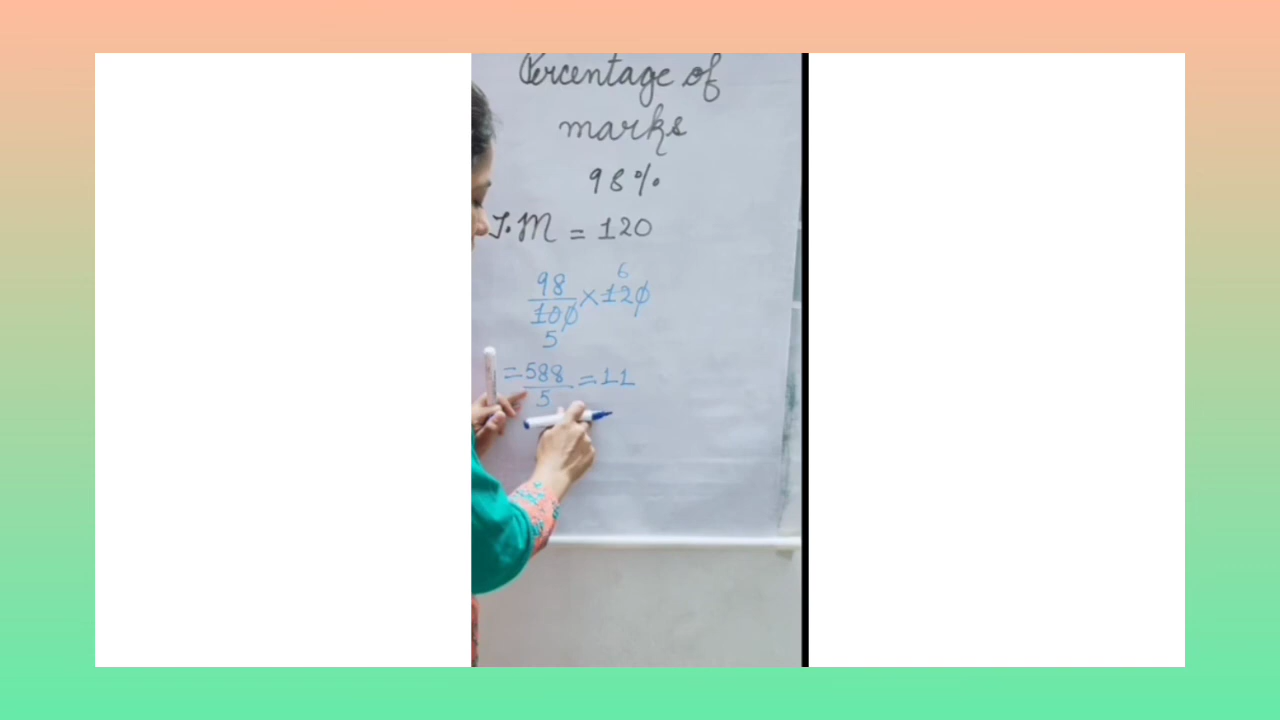 Percentage of
marks
98%
T.M = 120
6
98/100 × 120
5
= 588/5 = 11